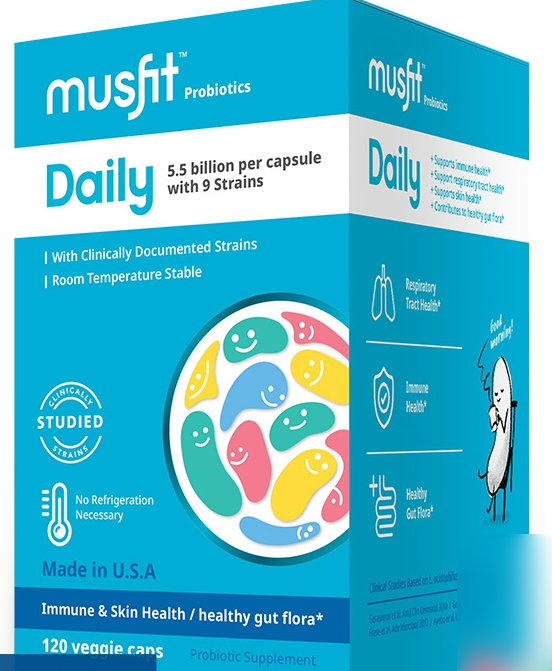 musfit™ Probiotics
Daily
5.5 billion per capsule
with 9 Strains
With Clinically Documented Strains
Room Temperature Stable
CLINICALLY
STUDIED
STRAINS
No Refrigeration
Necessary
Made in U.S.A
Immune & Skin Health / healthy gut flora*
120 veggie caps
Probiotic Supplement
musfit Probiotics
Daily
+ Supports immune health*
+ Support respiratory tract health*
+ Supports skin health*
+ Contributes to healthy gut flora*
Respiratory
Tract Health*
good
morning!
Immune
Health*
Healthy
Gut Flora*
Clinical Studies Based on L. acidophilus